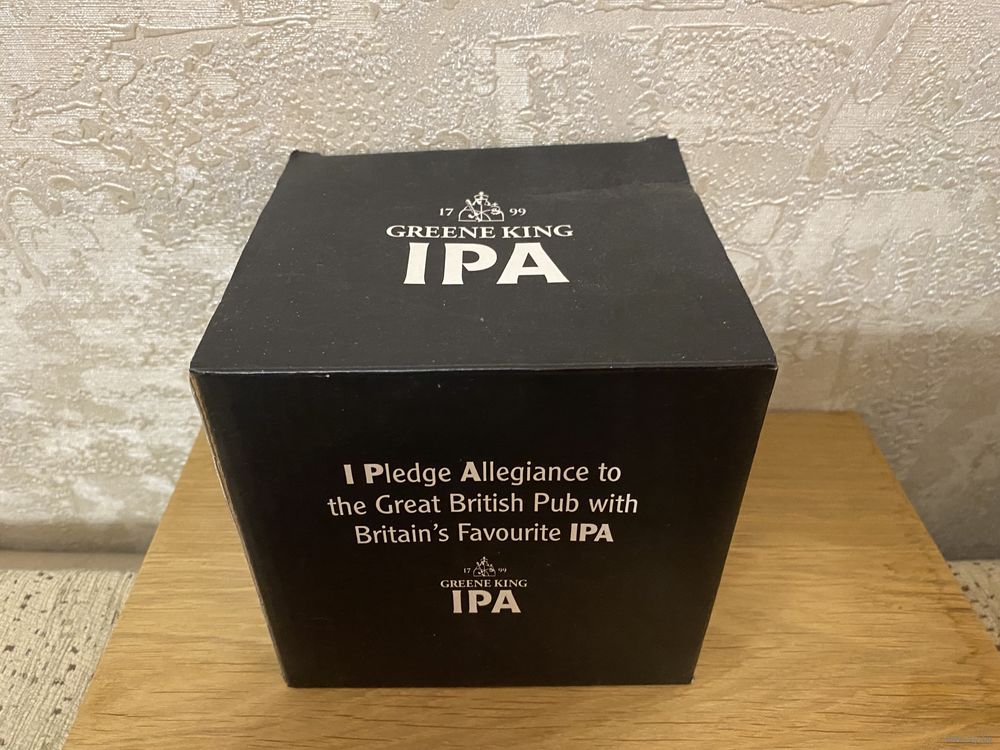 17 99
GREENE KING
IPA
I Pledge Allegiance to
the Great British Pub with
Britain's Favourite IPA
17 99
GREENE KING
IPA